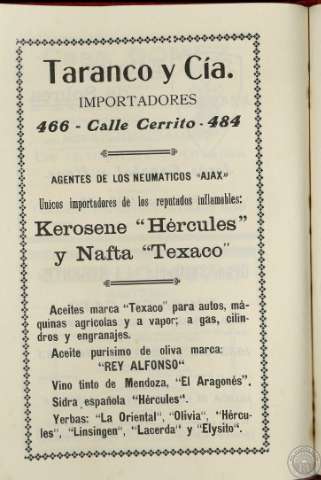 Taranco y Cía.
IMPORTADORES
466 - Calle Cerrito - 484
AGENTES DE LOS NEUMATICOS "AJAX"
Unicos importadores de los reputados inflamables:
Kerosene "Hércules"
y Nafta "Texaco"
Aceites marca "Texaco" para autos, má-
quinas agrícolas y a vapor; a gas, cilin-
dros y engranajes.
Aceite purísimo de oliva marca:
"REY ALFONSO"
Vino tinto de Mendoza, "El Aragonés".
Sidra española "Hércules".
Yerbas: "La Oriental", "Olivia", "Hércu-
les", "Linsingen", "Lacerda y "Elysito".